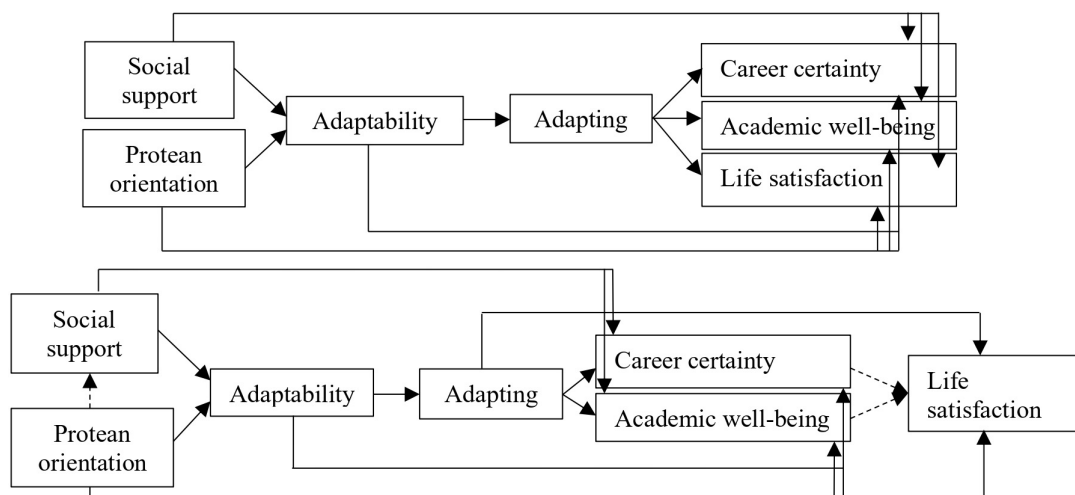 Social
support
Protean
orientation
Adaptability
Adapting
Career certainty
Academic well-being
Life satisfaction
Social
support
Protean
orientation
Adaptability
Adapting
Career certainty
Academic well-being
Life
satisfaction